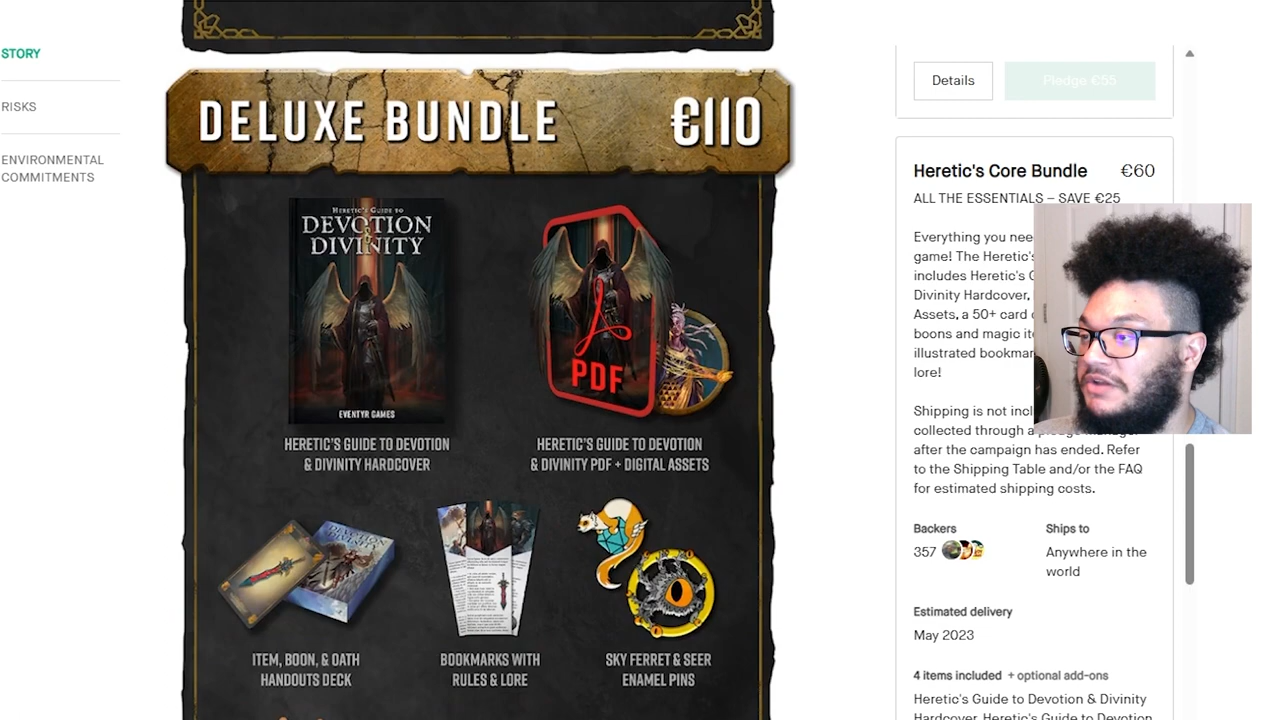 STORY
RISKS
ENVIRONMENTAL
COMMITMENTS
DELUXE BUNDLE €110
HERETIC'S GUIDE TO
DEVOTION
& DIVINITY
EVENTYR GAMES
PDF
HERETIC'S GUIDE TO DEVOTION
& DIVINITY HARDCOVER
HERETIC'S GUIDE TO DEVOTION
& DIVINITY PDF + DIGITAL ASSETS
DEVOTION
DIVINITY
ITEM, BOON, & OATH
HANDOUTS DECK
BOOKMARKS WITH
RULES & LORE
SKY FERRET & SEER
ENAMEL PINS
Details
Pledge €55
Heretic's Core Bundle €60
ALL THE ESSENTIALS – SAVE €25
Everything you nee
game! The Heretic's
includes Heretic's
Divinity Hardcover,
Assets, a 50+ card
boons and magic
illustrated
lore!
Shipping is not incl
collected through a
after the campaign has ended. Refer
to the Shipping Table and/or the FAQ
for estimated shipping costs.
Backers
357
Ships to
Anywhere in the
world
Estimated delivery
May 2023
4 items included + optional add-ons
Heretic's Guide to Devotion & Divinity
Hardcover, Heretic's Guide to Devotion